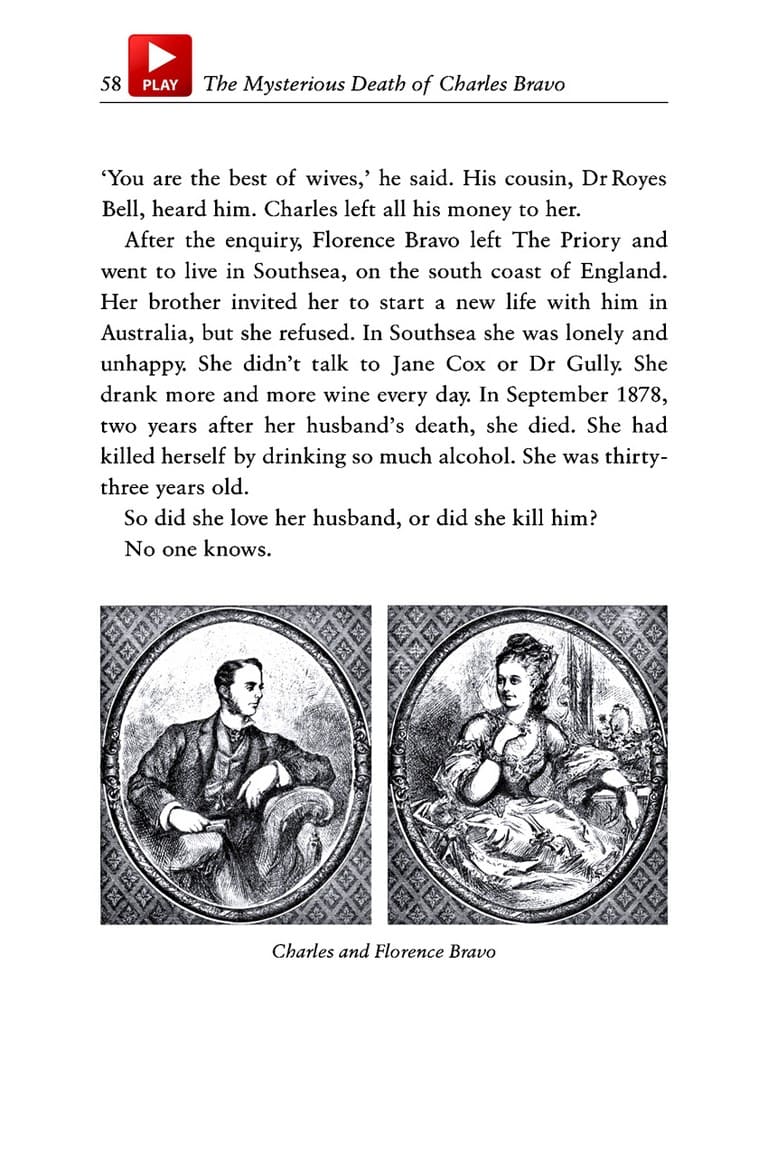 58 PLAY The Mysterious Death of Charles Bravo
‘You are the best of wives,’ he said. His cousin, Dr Royes
Bell, heard him. Charles left all his money to her.
After the enquiry, Florence Bravo left The Priory and
went to live in Southsea, on the south coast of England.
Her brother invited her to start a new life with him in
Australia, but she refused. In Southsea she was lonely and
unhappy. She didn’t talk to Jane Cox or Dr Gully. She
drank more and more wine every day. In September 1878,
two years after her husband’s death, she died. She had
killed herself by drinking so much alcohol. She was thirty-
three years old.
So did she love her husband, or did she kill him?
No one knows.
Charles and Florence Bravo